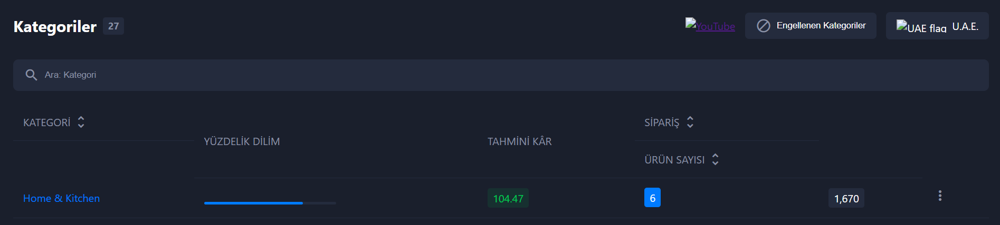 Kategoriler 27
YouTube
Engellenen Kategoriler
UAE flag U.A.E.
Ara: Kategori
KATEGORİ
YÜZDELİK DİLİM
TAHMİNİ KÂR
SİPARİŞ
ÜRÜN SAYISI
Home & Kitchen 104.47 6 1,670